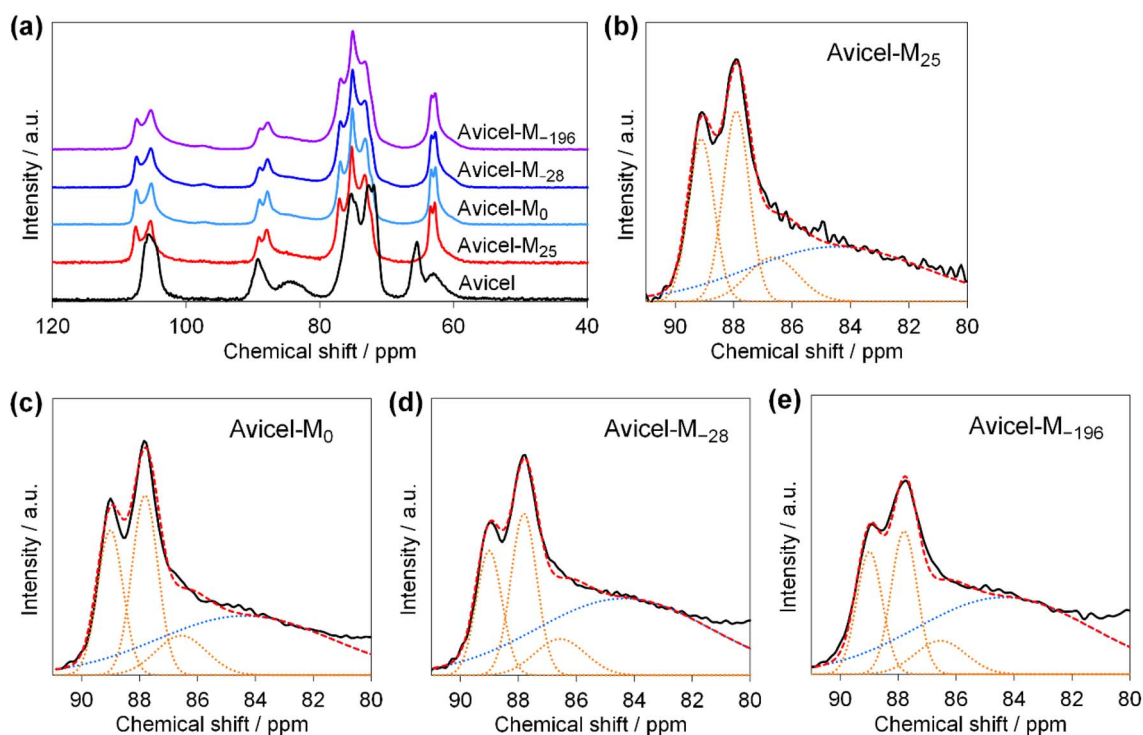 (a)
Intensity / a.u.
Avicel-M₋₁₉₆
Avicel-M₋₂₈
Avicel-M₀
Avicel-M₂₅
Avicel
120 100 80 60 40
Chemical shift / ppm
(b)
Avicel-M₂₅
Intensity / a.u.
90 88 86 84 82 80
Chemical shift / ppm
(c)
Avicel-M₀
Intensity / a.u.
90 88 86 84 82 80
Chemical shift / ppm
(d)
Avicel-M₋₂₈
Intensity / a.u.
90 88 86 84 82 80
Chemical shift / ppm
(e)
Avicel-M₋₁₉₆
Intensity / a.u.
90 88 86 84 82 80
Chemical shift / ppm